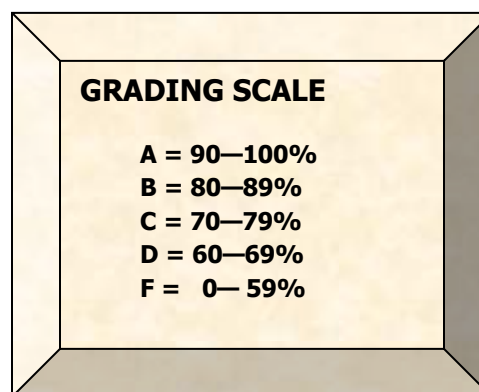 GRADING SCALE
A = 90—100%
B = 80—89%
C = 70—79%
D = 60—69%
F =   0— 59%